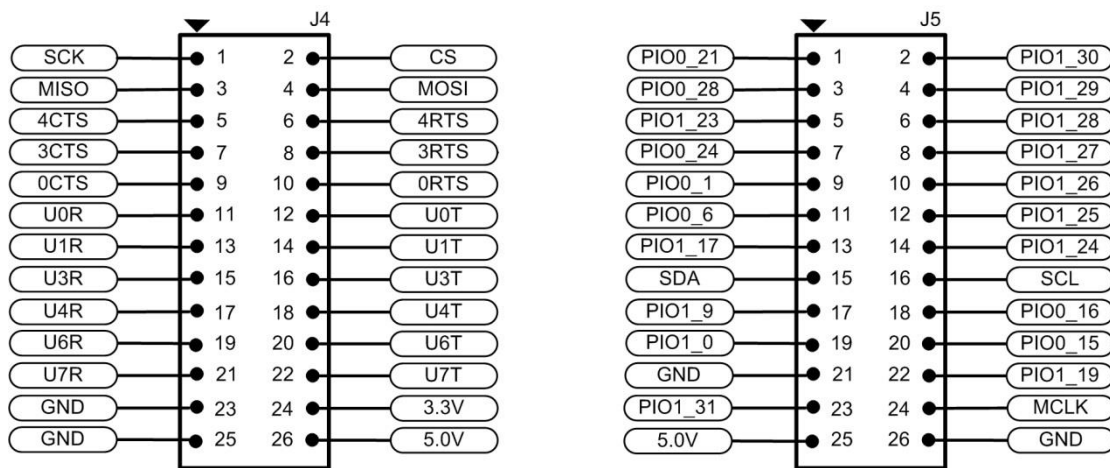 J4 J5
SCK 1 2 CS PIO0_21 1 2 PIO1_30
MISO 3 4 MOSI PIO0_28 3 4 PIO1_29
4CTS 5 6 4RTS PIO1_23 5 6 PIO1_28
3CTS 7 8 3RTS PIO0_24 7 8 PIO1_27
0CTS 9 10 0RTS PIO0_1 9 10 PIO1_26
U0R 11 12 U0T PIO0_6 11 12 PIO1_25
U1R 13 14 U1T PIO1_17 13 14 PIO1_24
U3R 15 16 U3T SDA 15 16 SCL
U4R 17 18 U4T PIO1_9 17 18 PIO0_16
U6R 19 20 U6T PIO1_0 19 20 PIO0_15
U7R 21 22 U7T GND 21 22 PIO1_19
GND 23 24 3.3V PIO1_31 23 24 MCLK
GND 25 26 5.0V 5.0V 25 26 GND